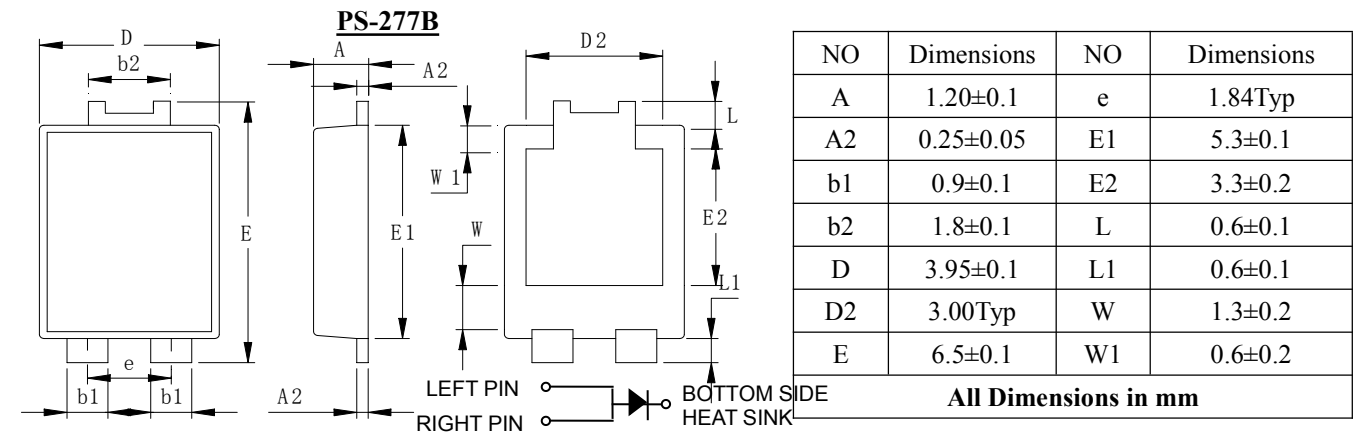 PS-277B
D
b2
E
e
b1 b1
A
A2
E1
A2
D2
L
W 1
E2
W
L1
LEFT PIN
RIGHT PIN
BOTTOM SIDE
HEAT SINK
NO Dimensions NO Dimensions
A 1.20±0.1 e 1.84Typ
A2 0.25±0.05 E1 5.3±0.1
b1 0.9±0.1 E2 3.3±0.2
b2 1.8±0.1 L 0.6±0.1
D 3.95±0.1 L1 0.6±0.1
D2 3.00Typ W 1.3±0.2
E 6.5±0.1 W1 0.6±0.2
All Dimensions in mm